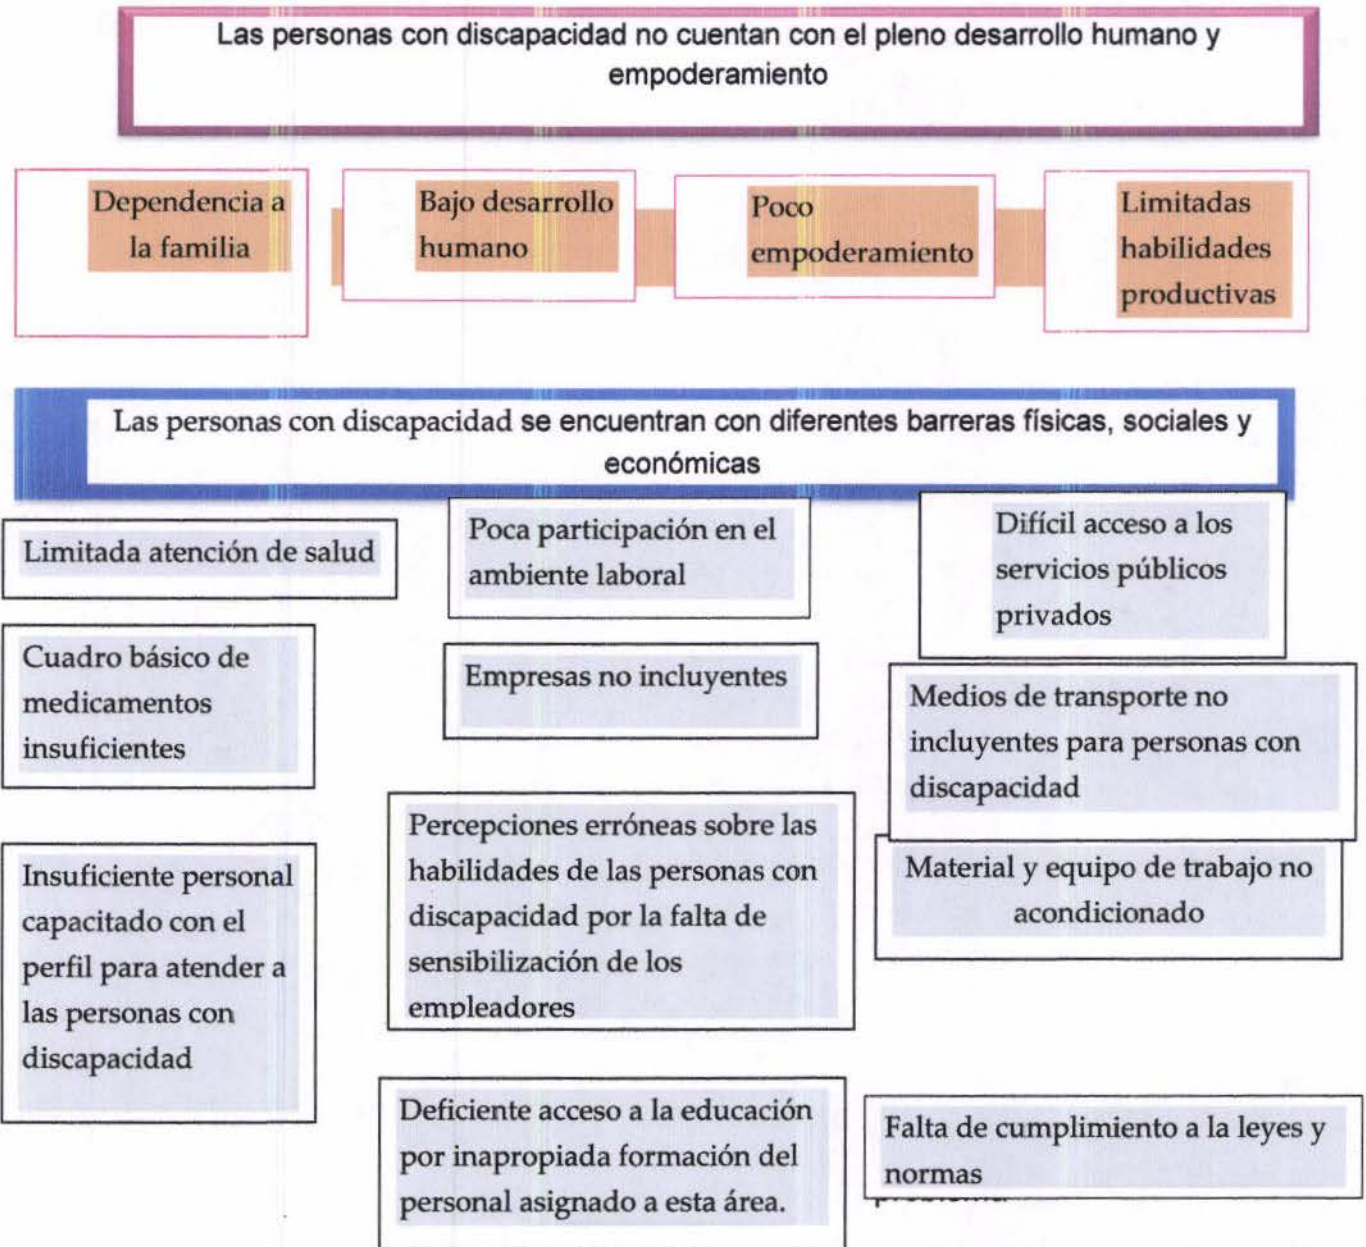 Las personas con discapacidad no cuentan con el pleno desarrollo humano y
empoderamiento
Dependencia a
la familia
Bajo desarrollo
humano
Poco
empoderamiento
Limitadas
habilidades
productivas
Las personas con discapacidad se encuentran con diferentes barreras físicas, sociales y
económicas
Limitada atención de salud
Cuadro básico de
medicamentos
insuficientes
Insuficiente personal
capacitado con el
perfil para atender a
las personas con
discapacidad
Poca participación en el
ambiente laboral
Empresas no incluyentes
Percepciones erróneas sobre las
habilidades de las personas con
discapacidad por la falta de
sensibilización de los
empleadores
Deficiente acceso a la educación
por inapropiada formación del
personal asignado a esta área.
Difícil acceso a los
servicios públicos
privados
Medios de transporte no
incluyentes para personas con
discapacidad
Material y equipo de trabajo no
acondicionado
Falta de cumplimiento a la leyes y
normas